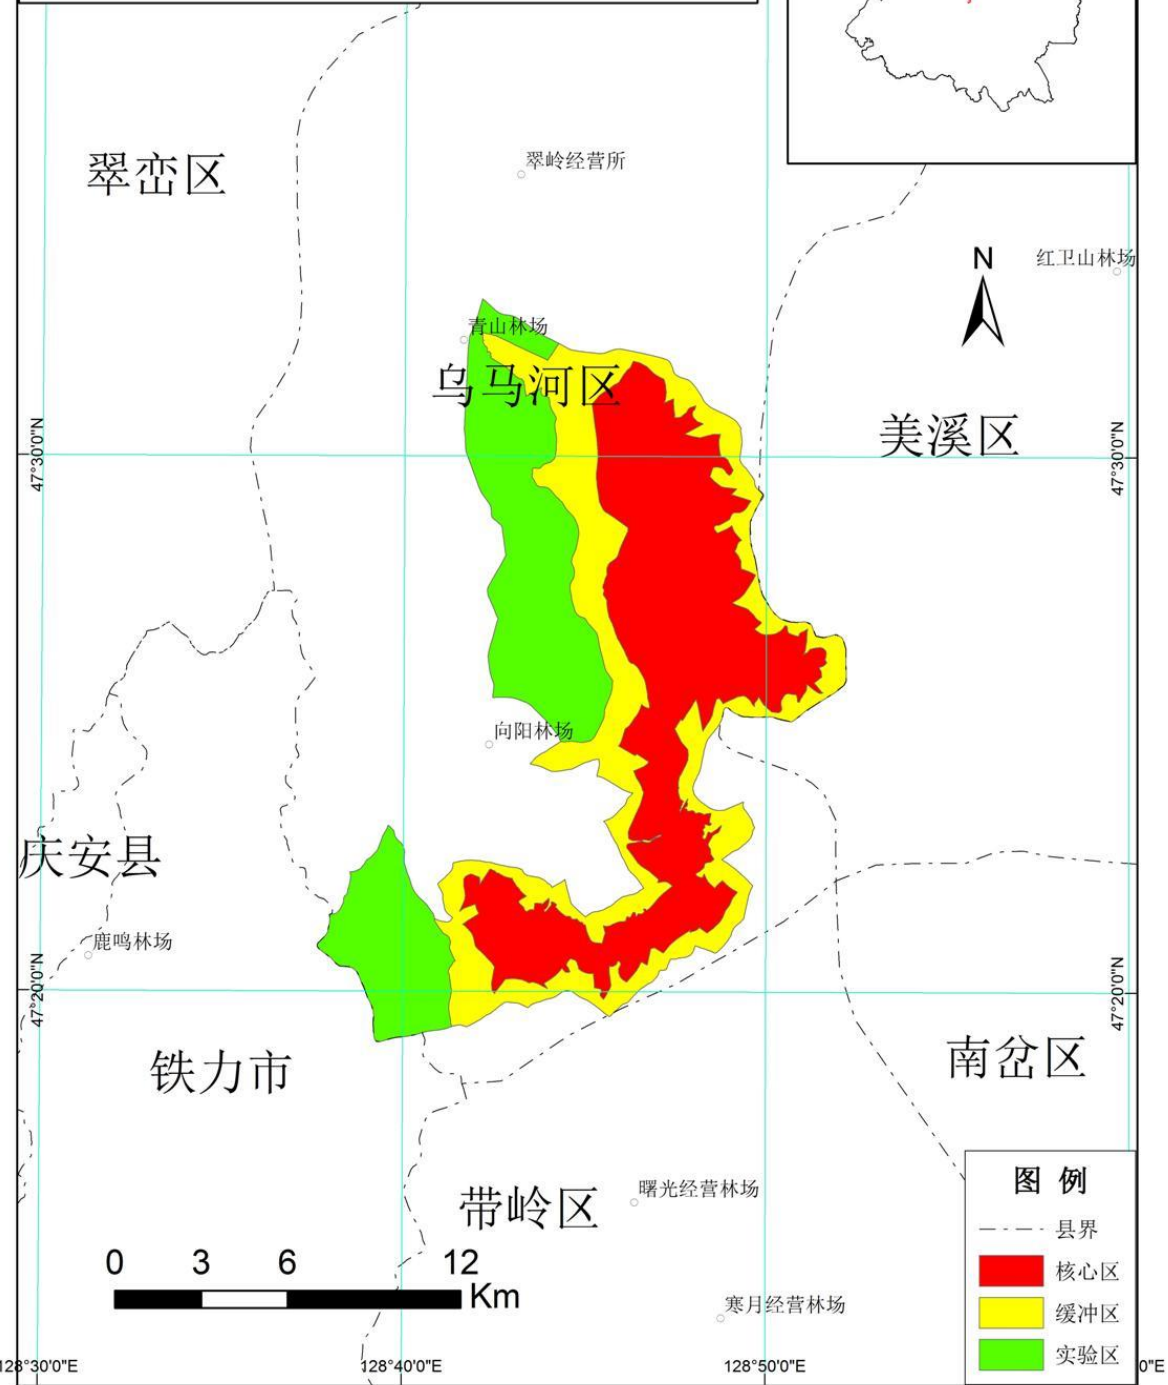 翠岭经营所
翠峦区
N
红卫山林场
青山林场
乌马河区
美溪区
47°30'0"N
47°30'0"N
向阳林场
庆安县
鹿鸣林场
47°20'0"N
47°20'0"N
铁力市
南岔区
曙光经营林场
带岭区
0 3 6 12
Km
寒月经营林场
图 例
县界
核心区
缓冲区
实验区
128°30'0"E
128°40'0"E
128°50'0"E
0"E